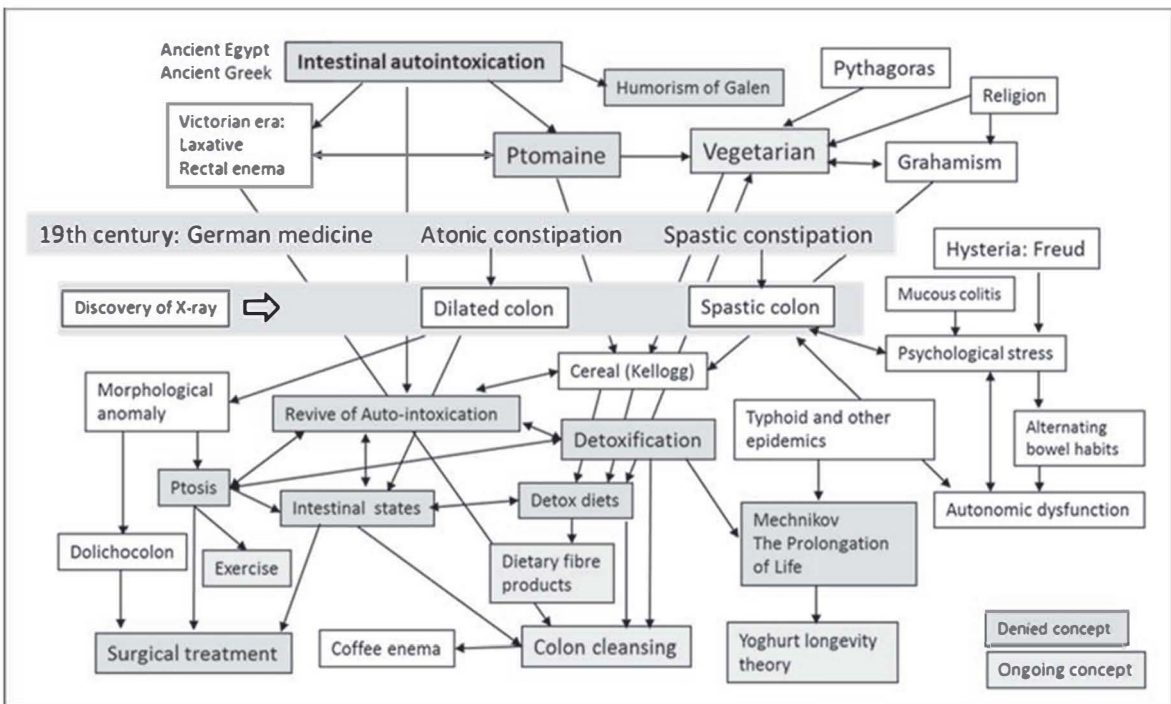 Ancient Egypt
Ancient Greek
Intestinal autointoxication
Humorism of Galen
Pythagoras
Religion
Victorian era:
Laxative
Rectal enema
Ptomaine
Vegetarian
Grahamism
19th century: German medicine
Atonic constipation
Spastic constipation
Hysteria: Freud
Discovery of X-ray
Dilated colon
Spastic colon
Mucous colitis
Psychological stress
Cereal (Kellogg)
Morphological
anomaly
Revive of Auto-intoxication
Detoxification
Typhoid and other
epidemics
Alternating
bowel habits
Ptosis
Intestinal states
Detox diets
Autonomic dysfunction
Mechnikov
The Prolongation
of Life
Dolichocolon
Exercise
Dietary fibre
products
Surgical treatment
Coffee enema
Colon cleansing
Yoghurt longevity
theory
Denied concept
Ongoing concept